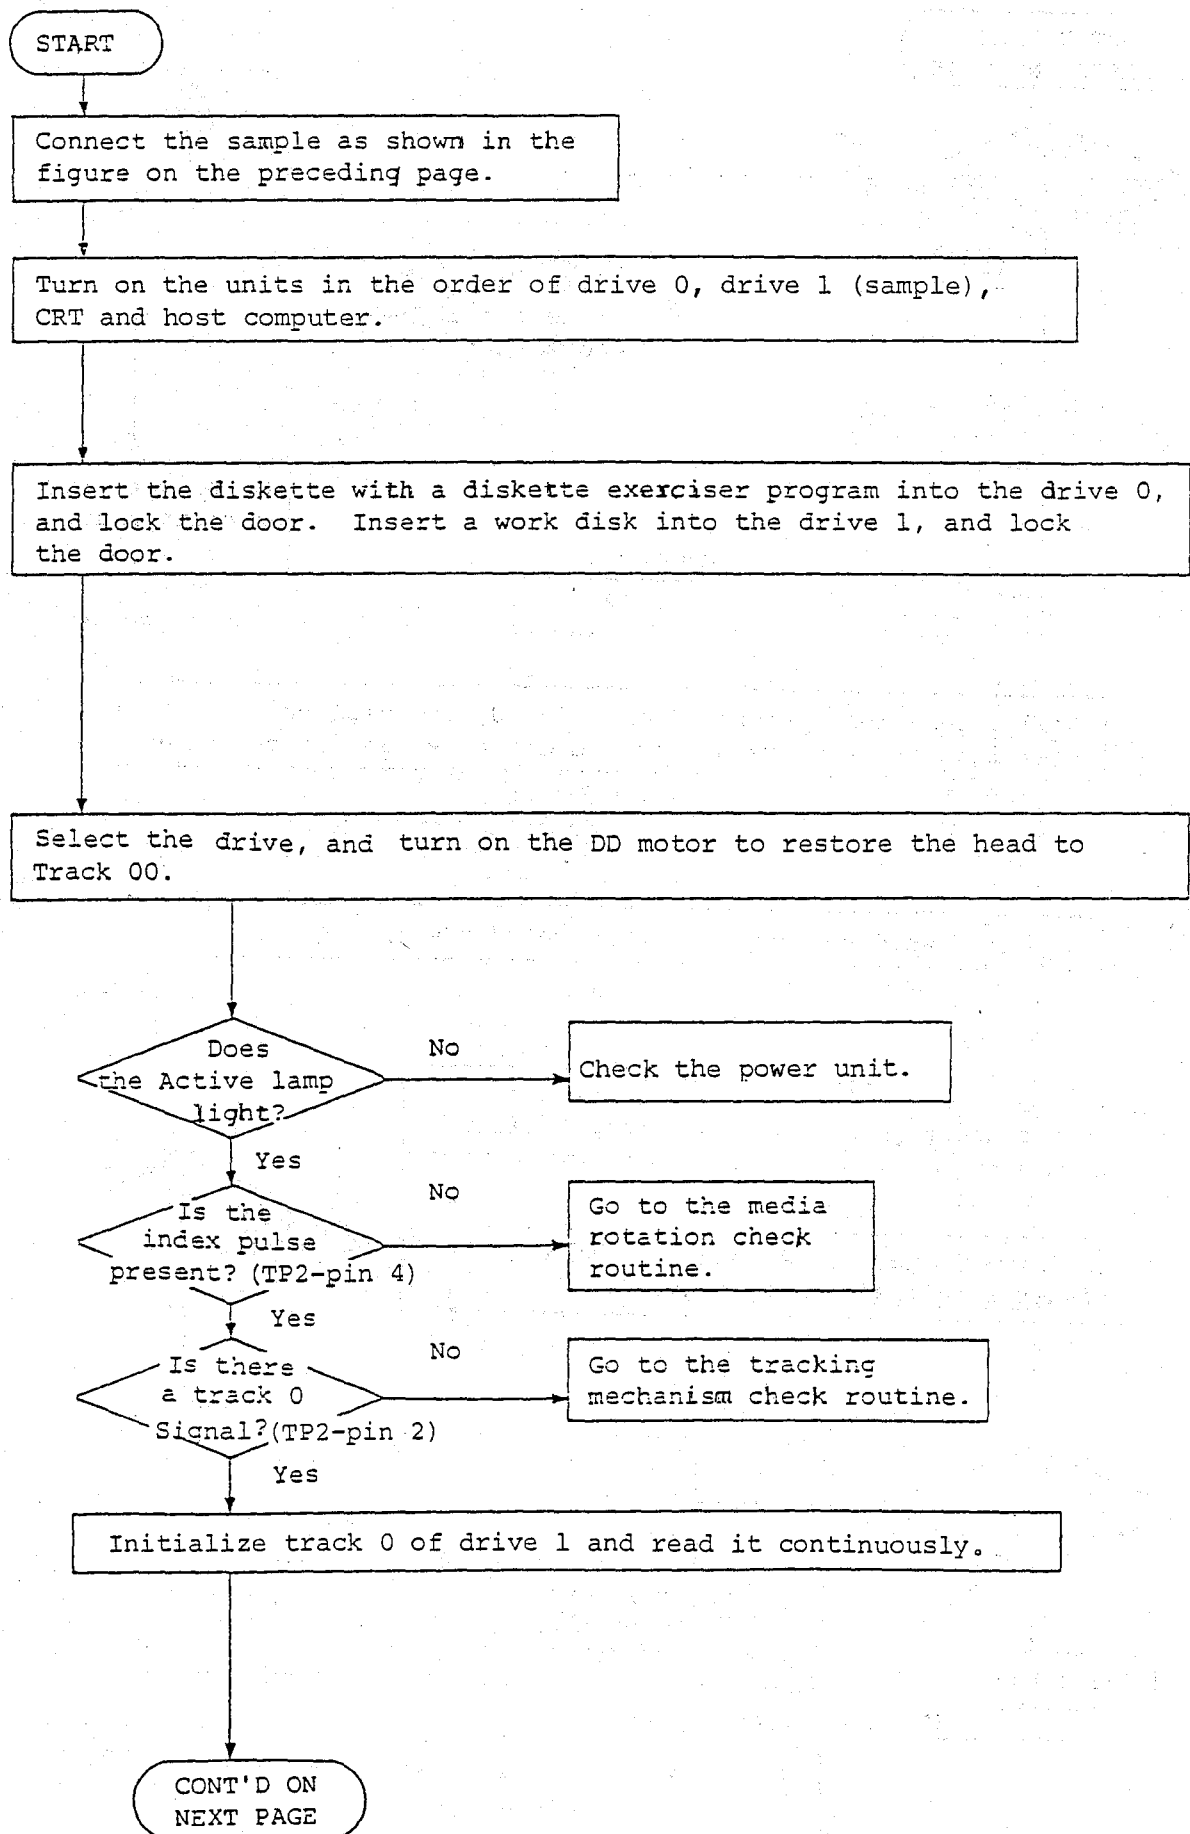 START
Connect the sample as shown in the
figure on the preceding page.
Turn on the units in the order of drive 0, drive 1 (sample),
CRT and host computer.
Insert the diskette with a diskette exerciser program into the drive 0,
and lock the door. Insert a work disk into the drive 1, and lock
the door.
Select the drive, and turn on the DD motor to restore the head to
Track 00.
Does
the Active lamp
light?
No
Check the power unit.
Yes
Is the
index pulse
present? (TP2-pin 4)
No
Go to the media
rotation check
routine.
Yes
Is there
a track 0
Signal? (TP2-pin 2)
No
Go to the tracking
mechanism check routine.
Yes
Initialize track 0 of drive 1 and read it continuously.
CONT'D ON
NEXT PAGE